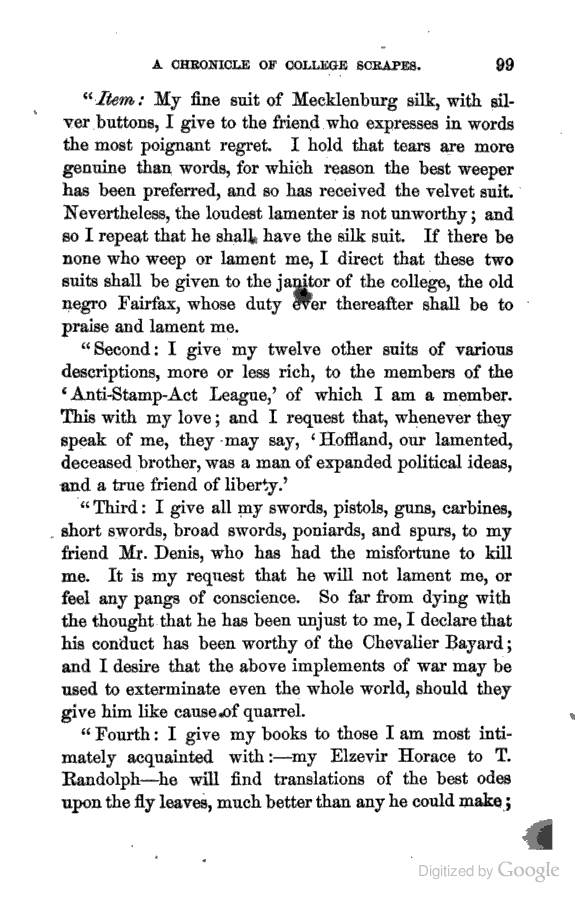 A CHRONICLE OF COLLEGE SCRAPES. 99
“Item: My fine suit of Mecklenburg silk, with sil-
ver buttons, I give to the friend who expresses in words
the most poignant regret. I hold that tears are more
genuine than words, for which reason the best weeper
has been preferred, and so has received the velvet suit.
Nevertheless, the loudest lamenter is not unworthy; and
so I repeat that he shall have the silk suit. If there be
none who weep or lament me, I direct that these two
suits shall be given to the janitor of the college, the old
negro Fairfax, whose duty ever thereafter shall be to
praise and lament me.
“Second: I give my twelve other suits of various
descriptions, more or less rich, to the members of the
‘Anti-Stamp-Act League,’ of which I am a member.
This with my love; and I request that, whenever they
speak of me, they may say, ‘Hoffland, our lamented,
deceased brother, was a man of expanded political ideas,
and a true friend of liberty.’
“Third: I give all my swords, pistols, guns, carbines,
short swords, broad swords, poniards, and spurs, to my
friend Mr. Denis, who has had the misfortune to kill
me. It is my request that he will not lament me, or
feel any pangs of conscience. So far from dying with
the thought that he has been unjust to me, I declare that
his conduct has been worthy of the Chevalier Bayard;
and I desire that the above implements of war may be
used to exterminate even the whole world, should they
give him like cause of quarrel.
“Fourth: I give my books to those I am most inti-
mately acquainted with:—my Elzevir Horace to T.
Randolph—he will find translations of the best odes
upon the fly leaves, much better than any he could make;
Digitized by Google